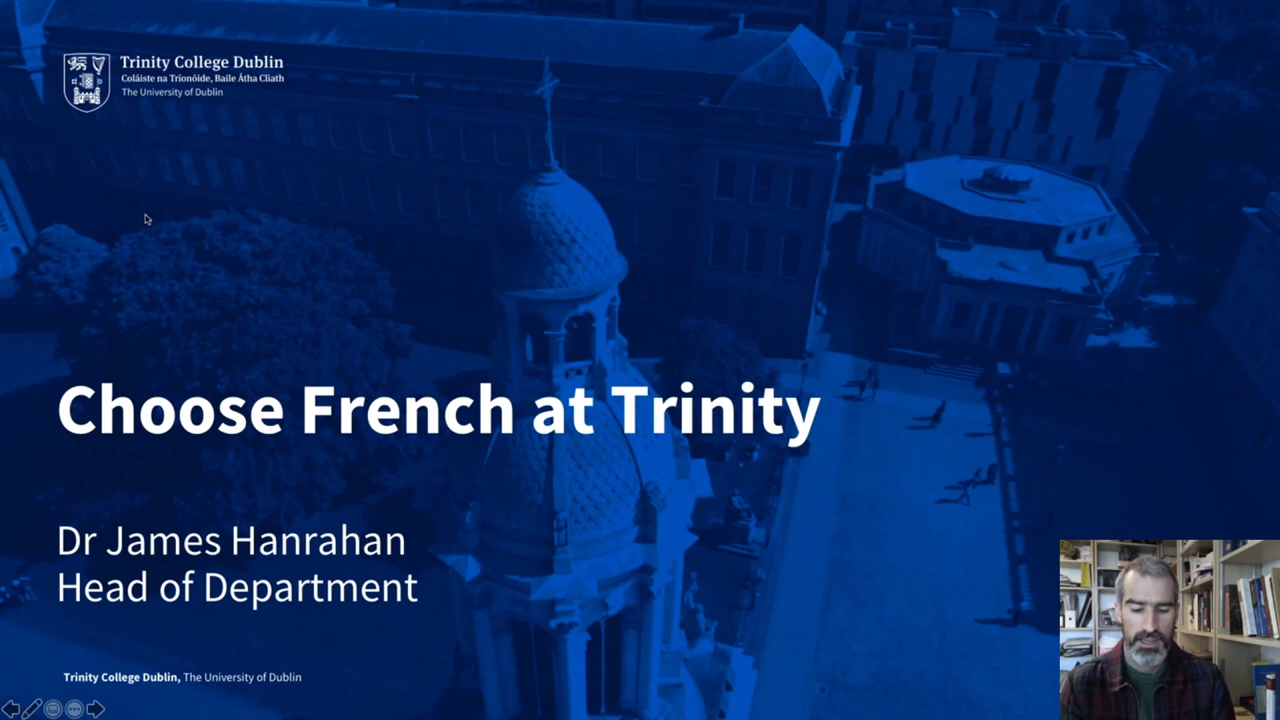 Trinity College Dublin
Coláiste na Tríonóide, Baile Átha Cliath
The University of Dublin
Choose French at Trinity
Dr James Hanrahan
Head of Department
Trinity College Dublin, The University of Dublin